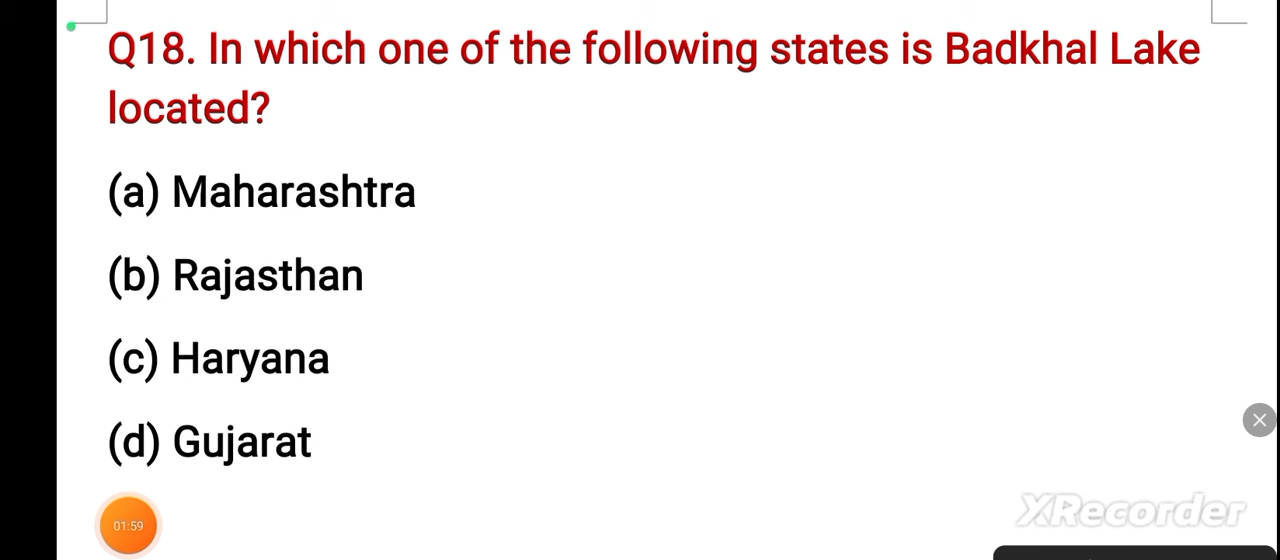 Q18. In which one of the following states is Badkhal Lake
located?
(a) Maharashtra
(b) Rajasthan
(c) Haryana
(d) Gujarat
01:59
XRecorder